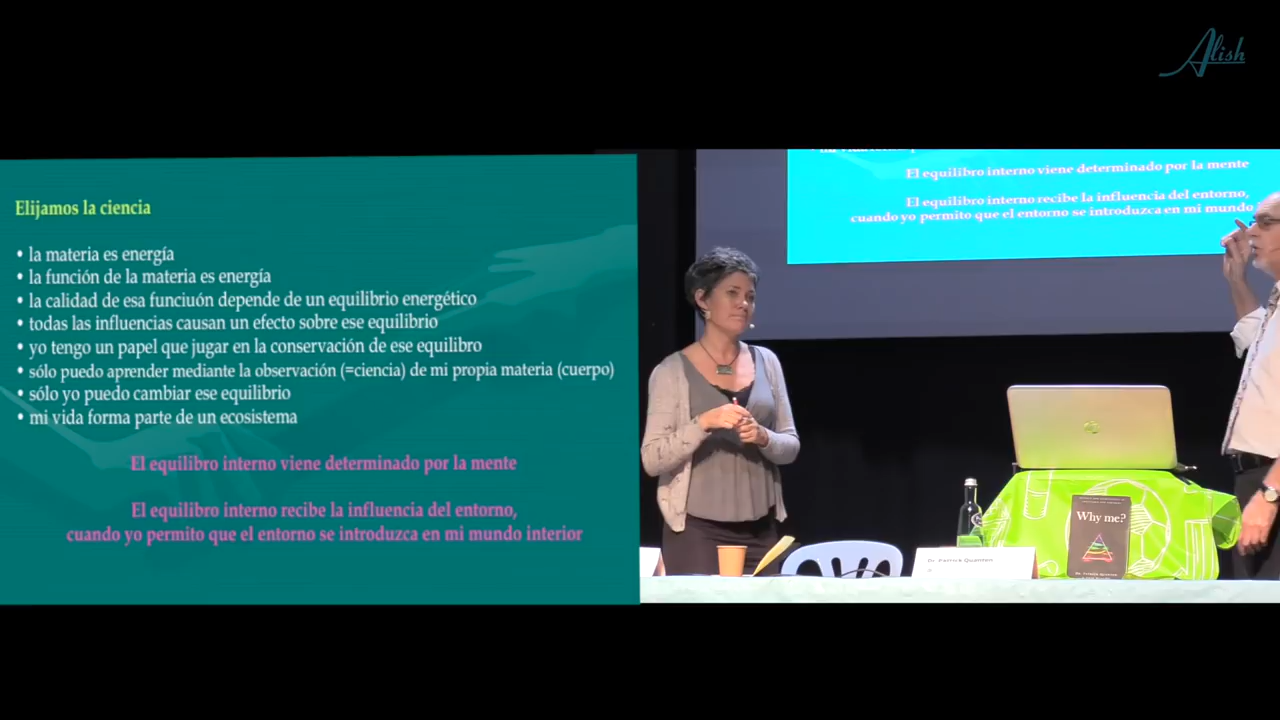 Alish
Elijamos la ciencia
• la materia es energía
• la función de la materia es energía
• la calidad de esa funciuón depende de un equilibrio energético
• todas las influencias causan un efecto sobre ese equilibrio
• yo tengo un papel que jugar en la conservación de ese equilibro
• sólo puedo aprender mediante la observación (=ciencia) de mi propia materia (cuerpo)
• sólo yo puedo cambiar ese equilibrio
• mi vida forma parte de un ecosistema
El equilibro interno viene determinado por la mente
El equilibro interno recibe la influencia del entorno,
cuando yo permito que el entorno se introduzca en mi mundo interior
El equilibro interno viene determinado por la mente
El equilibro interno recibe la influencia del entorno,
cuando yo permito que el entorno se introduzca en mi mundo
Why me?
Dr. Patrick Quanten